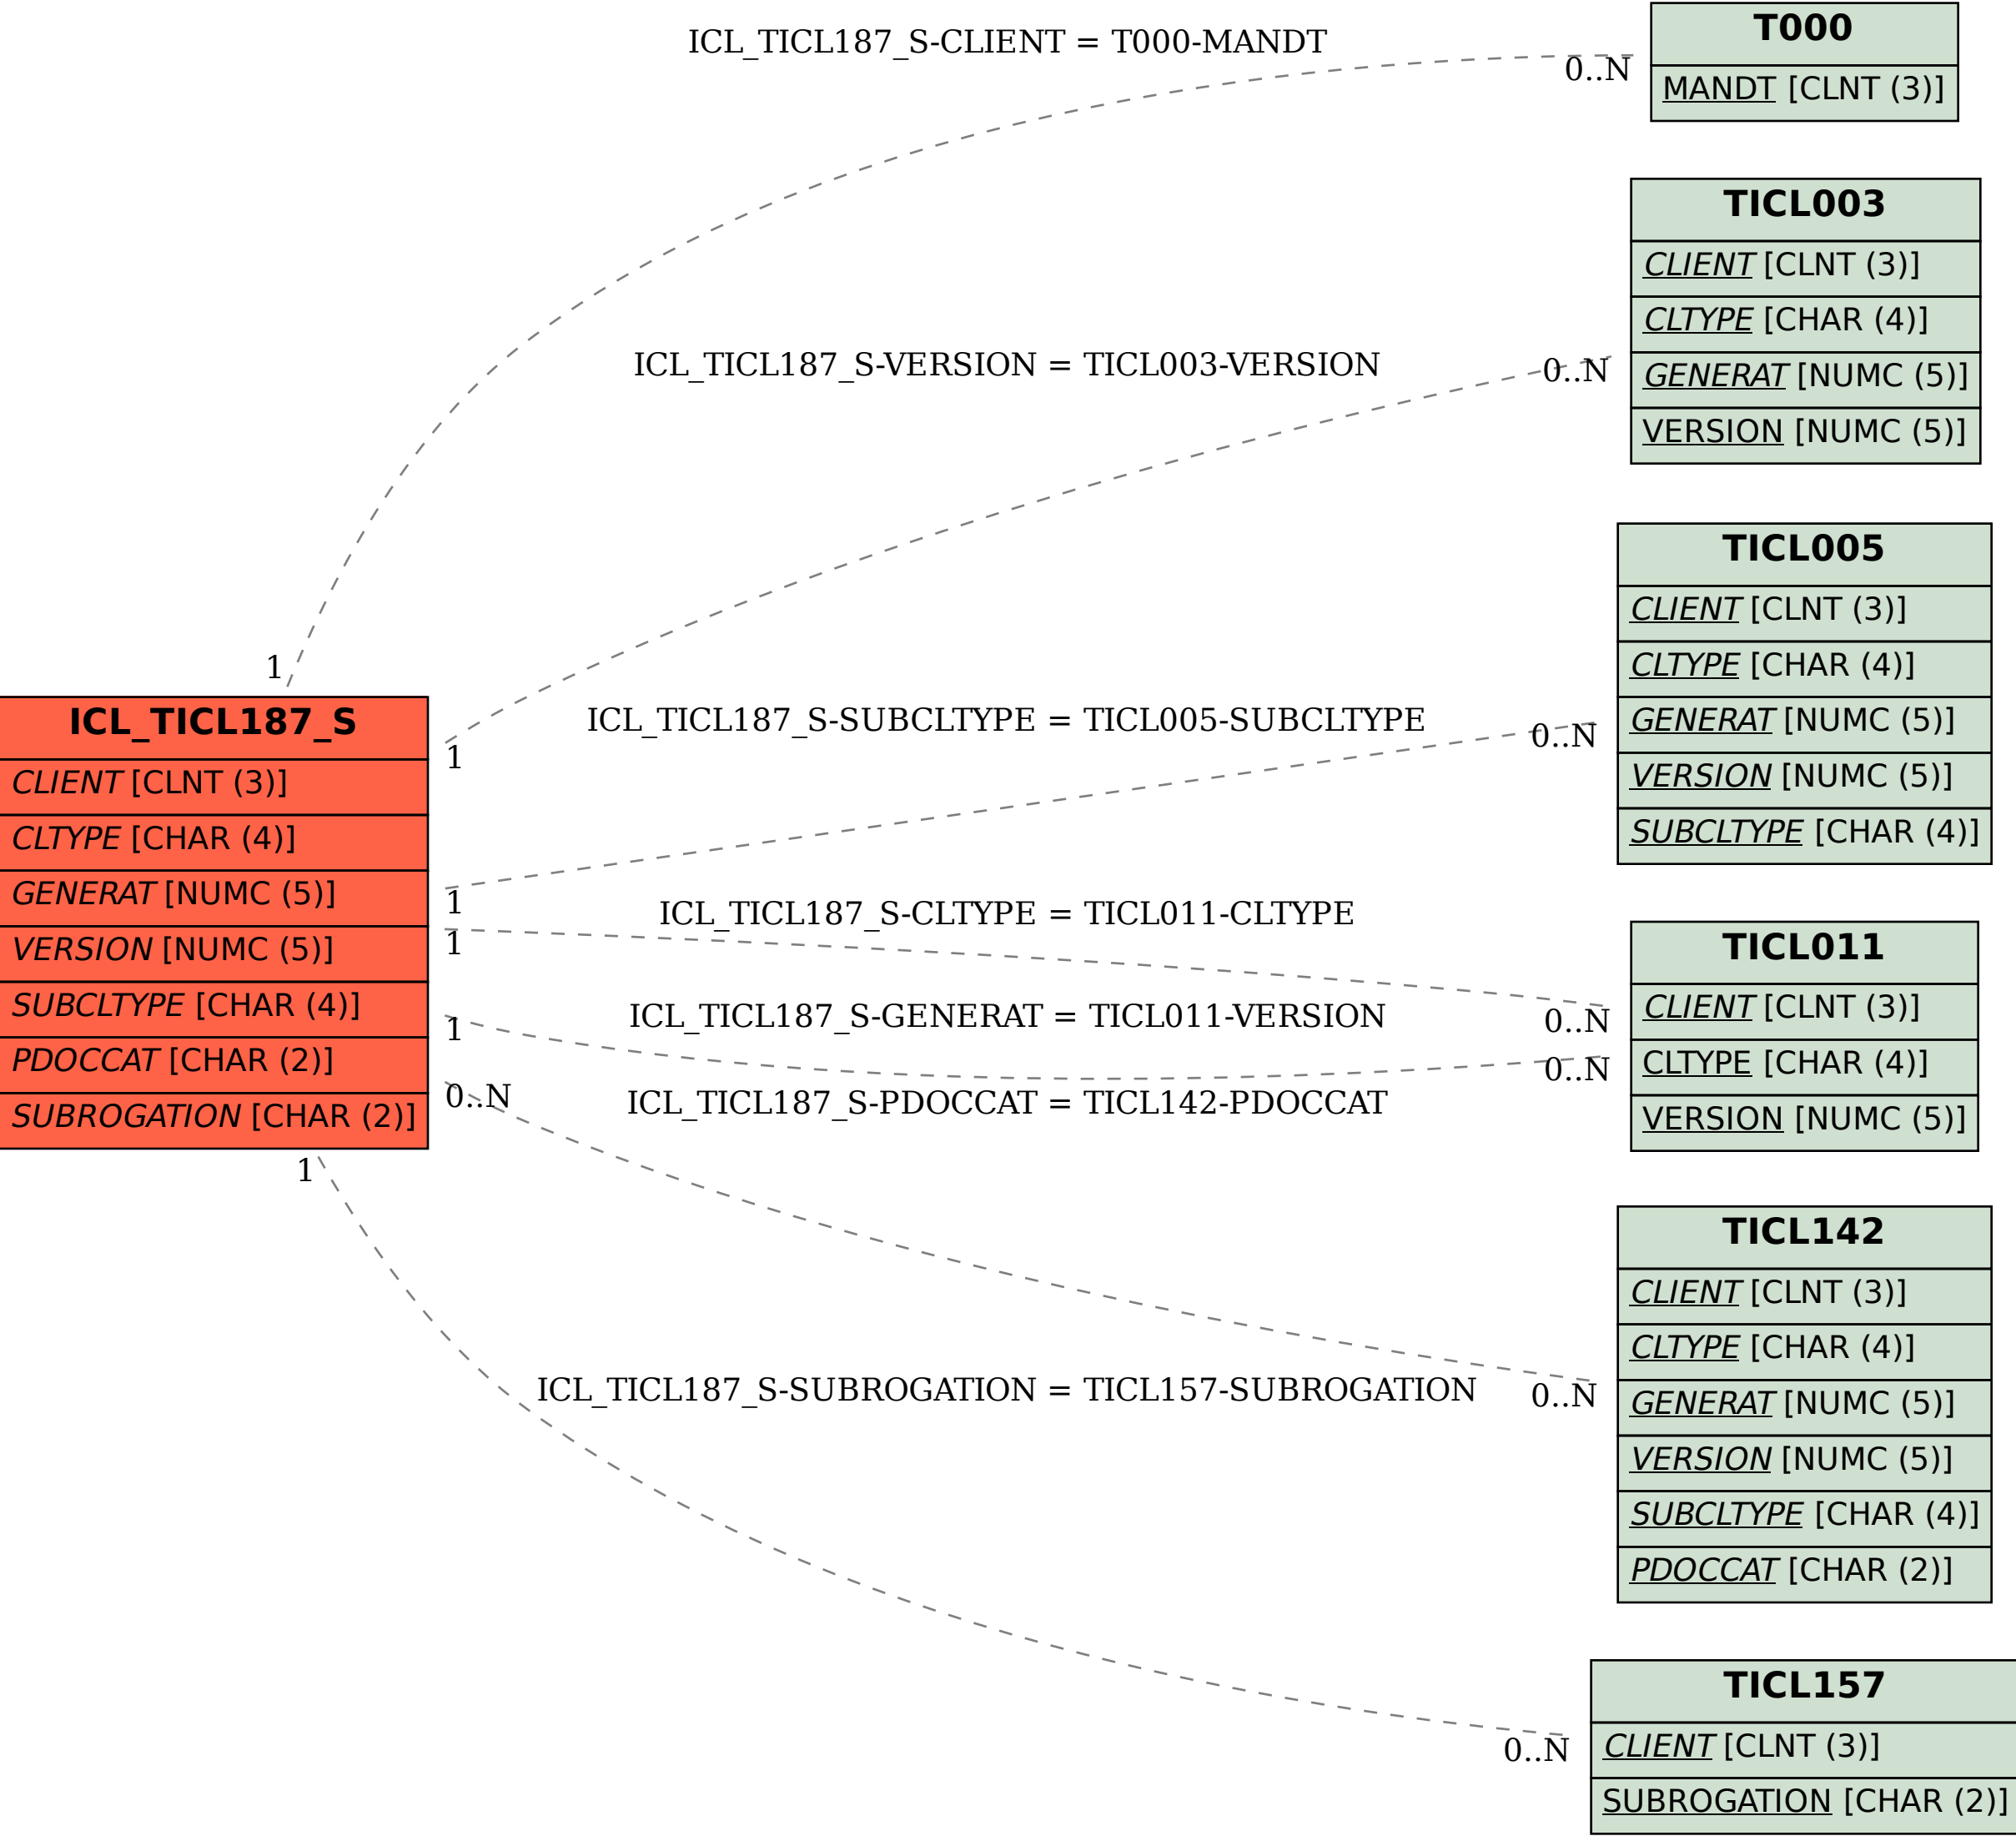 ICL_TICL187_S-CLIENT = T000-MANDT
0..N
T000
MANDT [CLNT (3)]
TICL003
CLIENT [CLNT (3)]
CLTYPE [CHAR (4)]
GENERAT [NUMC (5)]
VERSION [NUMC (5)]
ICL_TICL187_S-VERSION = TICL003-VERSION
0..N
TICL005
CLIENT [CLNT (3)]
CLTYPE [CHAR (4)]
GENERAT [NUMC (5)]
VERSION [NUMC (5)]
SUBCLTYPE [CHAR (4)]
1
ICL_TICL187_S
CLIENT [CLNT (3)]
CLTYPE [CHAR (4)]
GENERAT [NUMC (5)]
VERSION [NUMC (5)]
SUBCLTYPE [CHAR (4)]
PDOCCAT [CHAR (2)]
SUBROGATION [CHAR (2)]
1
ICL_TICL187_S-SUBCLTYPE = TICL005-SUBCLTYPE
0..N
1
ICL_TICL187_S-CLTYPE = TICL011-CLTYPE
1
0..N
ICL_TICL187_S-GENERAT = TICL011-VERSION
1
0..N
TICL011
CLIENT [CLNT (3)]
CLTYPE [CHAR (4)]
VERSION [NUMC (5)]
0..N
ICL_TICL187_S-PDOCCAT = TICL142-PDOCCAT
0..N
TICL142
CLIENT [CLNT (3)]
CLTYPE [CHAR (4)]
GENERAT [NUMC (5)]
VERSION [NUMC (5)]
SUBCLTYPE [CHAR (4)]
PDOCCAT [CHAR (2)]
1
ICL_TICL187_S-SUBROGATION = TICL157-SUBROGATION
0..N
TICL157
CLIENT [CLNT (3)]
SUBROGATION [CHAR (2)]